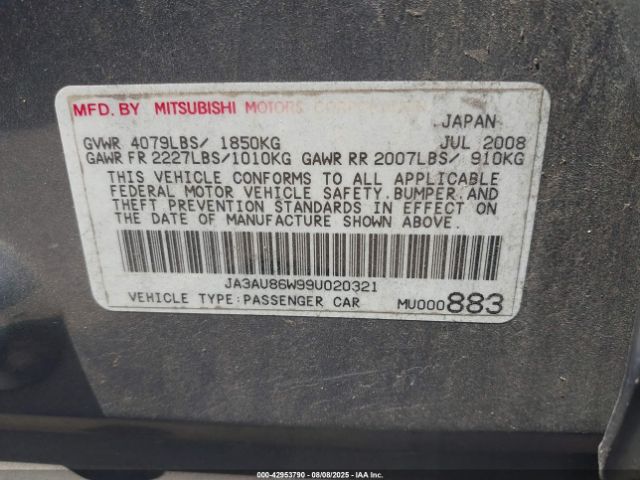 MFD. BY MITSUBISHI MOTORS CORPORATION
JAPAN
GVWR 4079LBS/ 1850KG JUL 2008
GAWR FR 2227LBS/1010KG GAWR RR 2007LBS/ 910KG
THIS VEHICLE CONFORMS TO ALL APPLICABLE
FEDERAL MOTOR VEHICLE SAFETY.BUMPER.AND
THEFT PREVENTION STANDARDS IN EFFECT ON
THE DATE OF MANUFACTURE SHOWN ABOVE.
JA3AU86W99U020321
VEHICLE TYPE:PASSENGER CAR MU000883
000-42953790 - 08/08/2025 - IAA Inc.